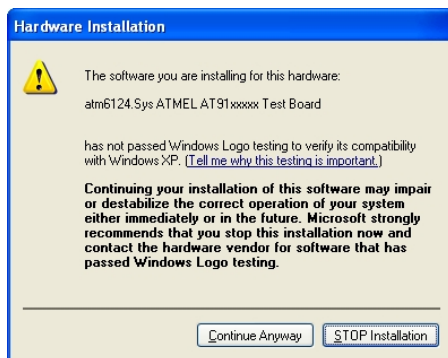 Hardware Installation
The software you are installing for this hardware:
atm6124.Sys ATMEL AT91xxxxx Test Board
has not passed Windows Logo testing to verify its compatibility
with Windows XP. (Tell me why this testing is important.)
Continuing your installation of this software may impair
or destabilize the correct operation of your system
either immediately or in the future. Microsoft strongly
recommends that you stop this installation now and
contact the hardware vendor for software that has
passed Windows Logo testing.
Continue Anyway STOP Installation